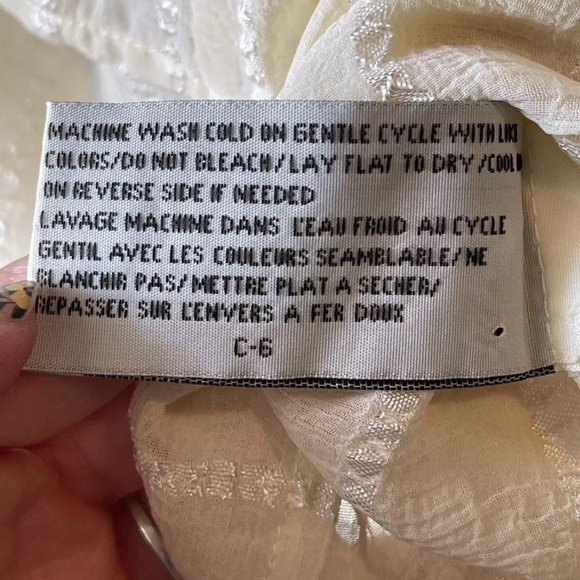 MACHINE WASH COLD ON GENTLE CYCLE WITH LIKE
COLORS/DO NOT BLEACH/LAY FLAT TO DRY/COOL
ON REVERSE SIDE IF NEEDED
LAVAGE MACHINE DANS L'EAU FROID AU CYCLE
GENTIL AVEC LES COULEURS SEAMBLABLE/NE
BLANCHIR PAS/METTRE PLAT A SECHER/
REPASSER SUR L'ENVERS A FER DOUX
C-6